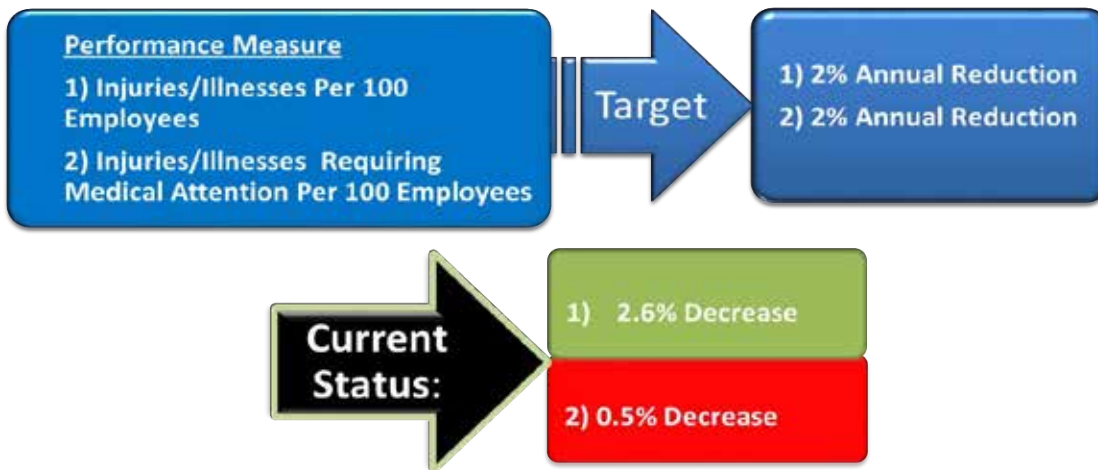 Performance Measure
1) Injuries/Illnesses Per 100
Employees
2) Injuries/Illnesses Requiring
Medical Attention Per 100 Employees
Target
1) 2% Annual Reduction
2) 2% Annual Reduction
Current
Status:
1) 2.6% Decrease
2) 0.5% Decrease